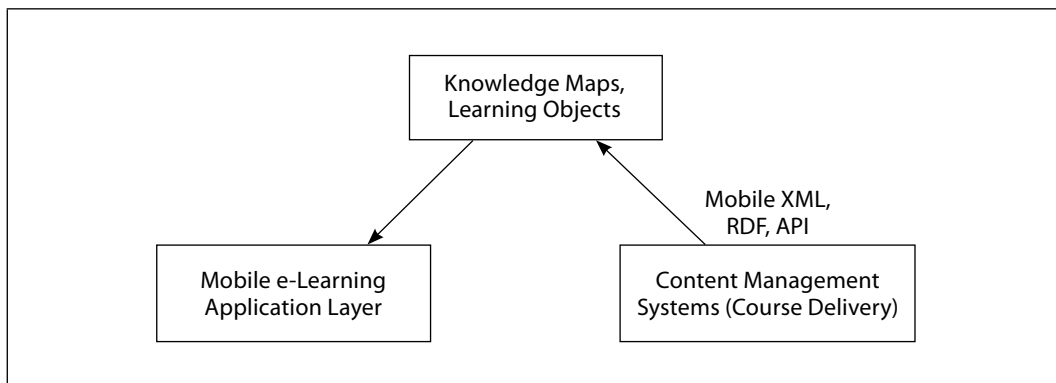 Knowledge Maps,
Learning Objects
Mobile XML,
RDF, API
Mobile e-Learning
Application Layer
Content Management
Systems (Course Delivery)